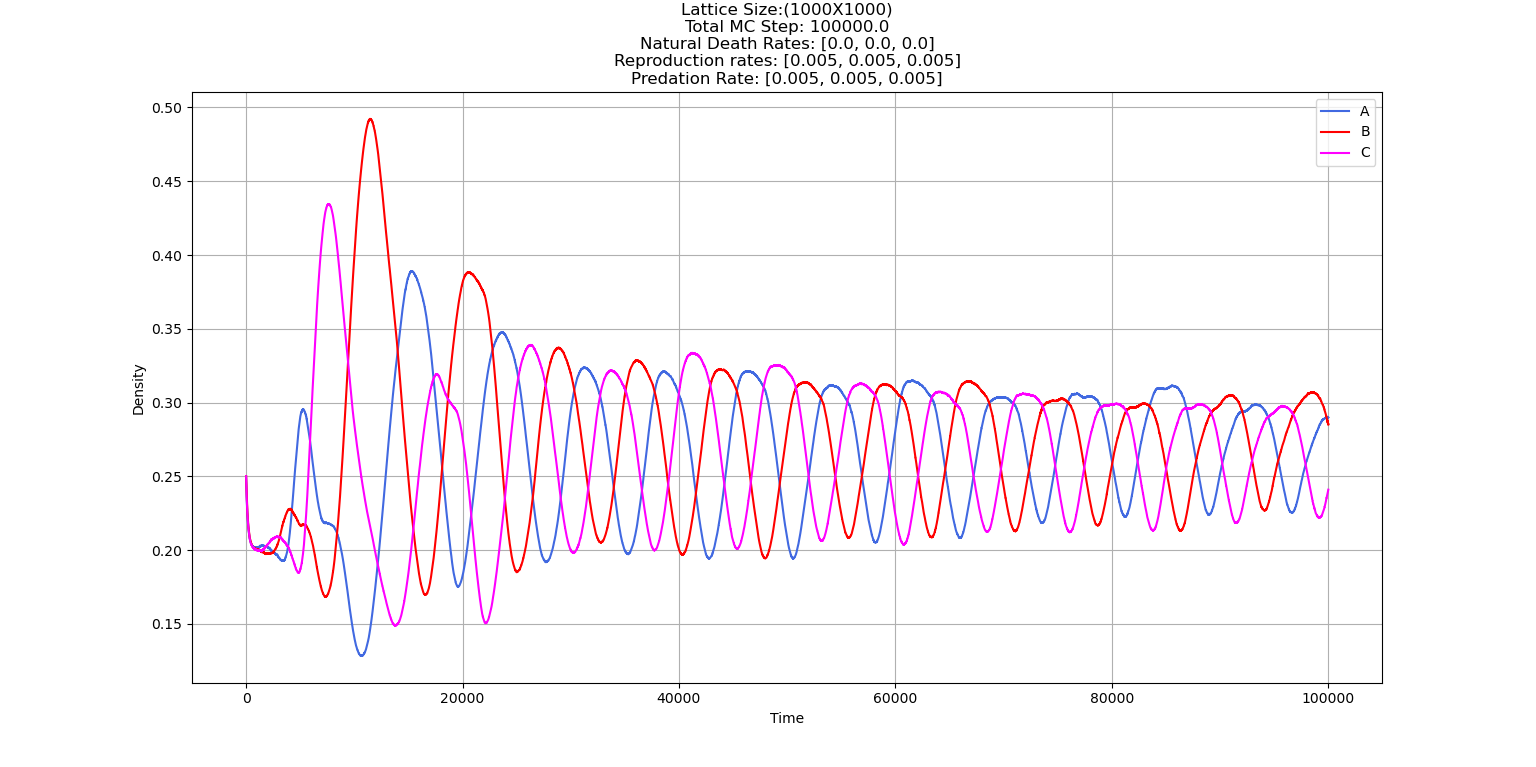 Lattice Size:(1000X1000)
Total MC Step: 100000.0
Natural Death Rates: [0.0, 0.0, 0.0]
Reproduction rates: [0.005, 0.005, 0.005]
Predation Rate: [0.005, 0.005, 0.005]
A
B
C
Density
0.50
0.45
0.40
0.35
0.30
0.25
0.20
0.15
0
20000
40000
60000
80000
100000
Time